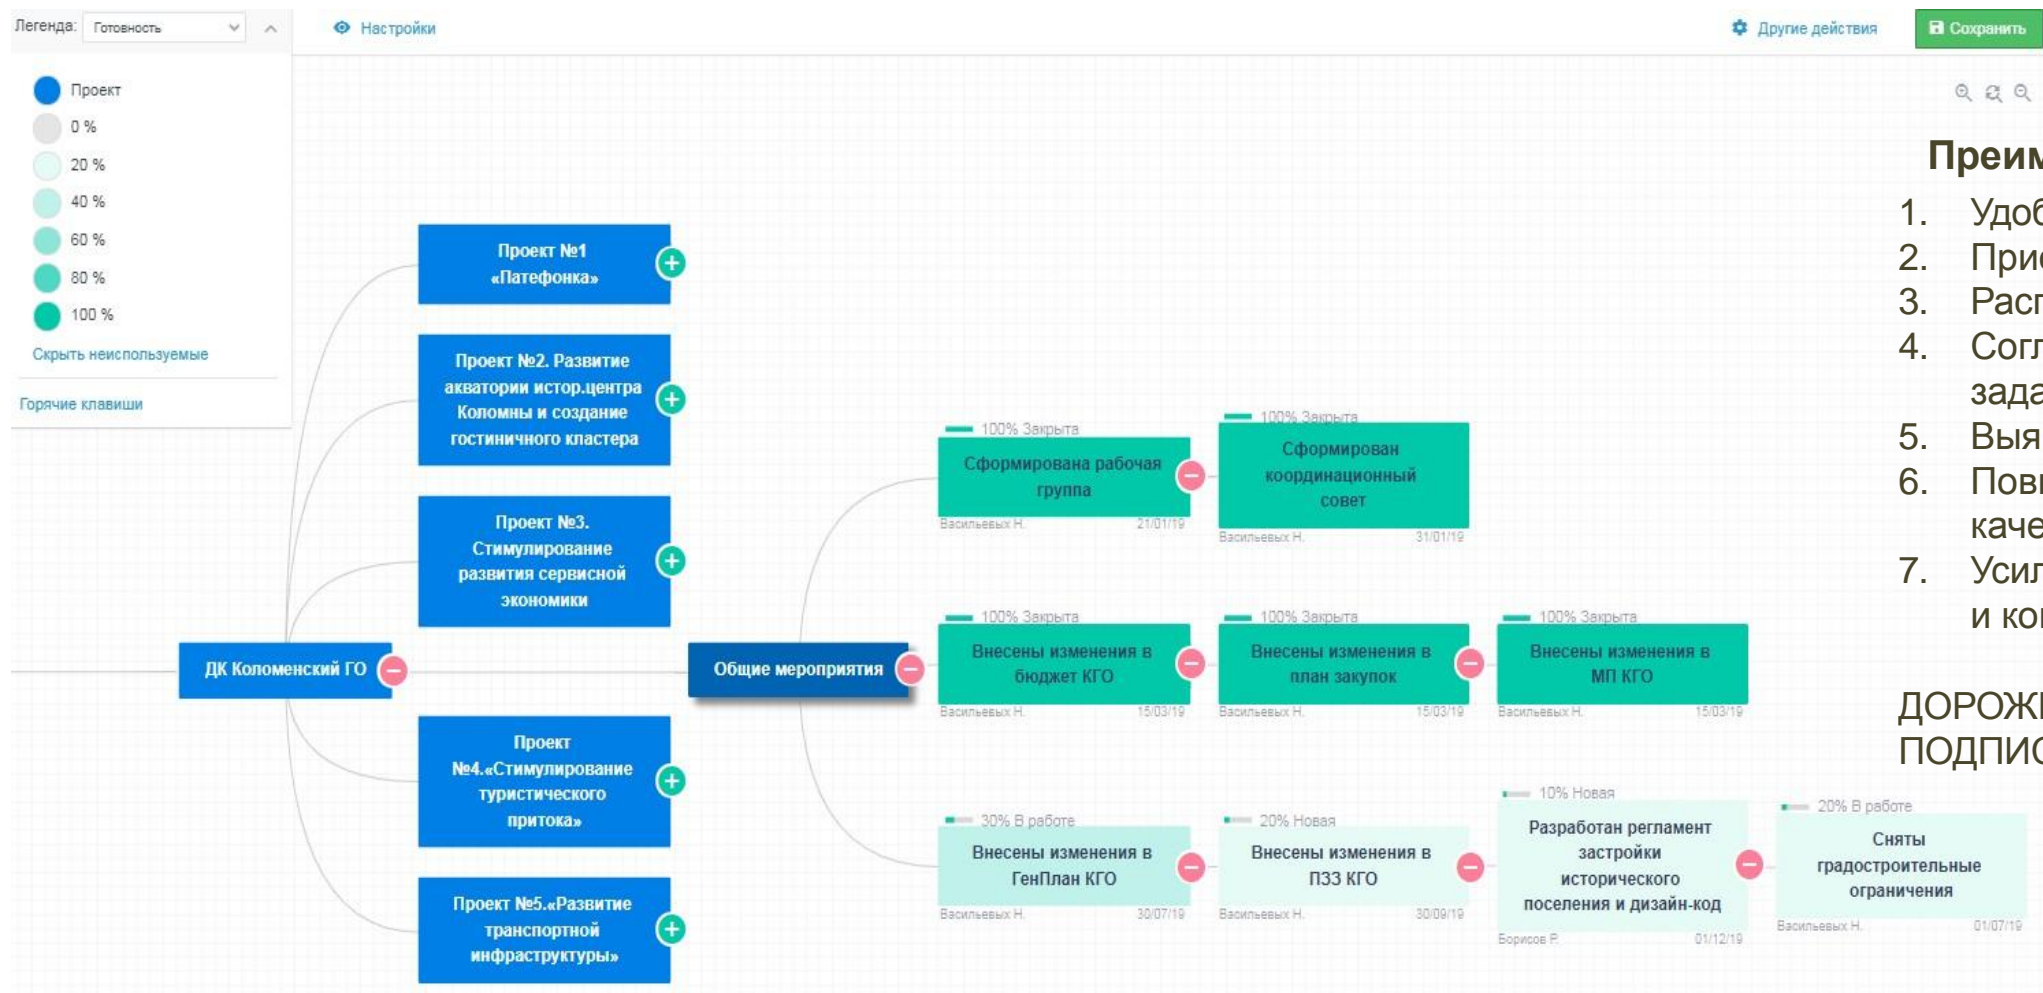 Легенда: Готовность
Настройки
Другие действия
Сохранить
Проект
0 %
20 %
40 %
60 %
80 %
100 %
Скрыть неиспользуемые
Горячие клавиши
ДК Коломенский ГО
Проект №1
«Патефонка»
Проект №2. Развитие
акватории истор.центра
Коломны и создание
гостиничного кластера
Проект №3.
Стимулирование
развития сервисной
экономики
Общие мероприятия
Проект
№4.«Стимулирование
туристического
притока»
Проект №5.«Развитие
транспортной
инфраструктуры»
100% Закрыта
Сформирована рабочая
группа
Васильевых Н. 21/01/19
100% Закрыта
Сформирован
координационный
совет
Васильевых Н. 31/01/19
100% Закрыта
Внесены изменения в
бюджет КГО
Васильевых Н. 15/03/19
100% Закрыта
Внесены изменения в
план закупок
Васильевых Н. 15/03/19
100% Закрыта
Внесены изменения в
МП КГО
Васильевых Н. 15/03/19
30% В работе
Внесены изменения в
ГенПлан КГО
Васильевых Н. 30/07/19
20% Новая
Внесены изменения в
ПЗЗ КГО
Васильевых Н. 30/09/19
10% Новая
Разработан регламент
застройки
исторического
поселения и дизайн-код
Борисов Р. 01/12/19
20% В работе
Сняты
градостроительные
ограничения
Васильевых Н. 01/07/19
1.
2.
3.
4.
5.
6.
7.
и